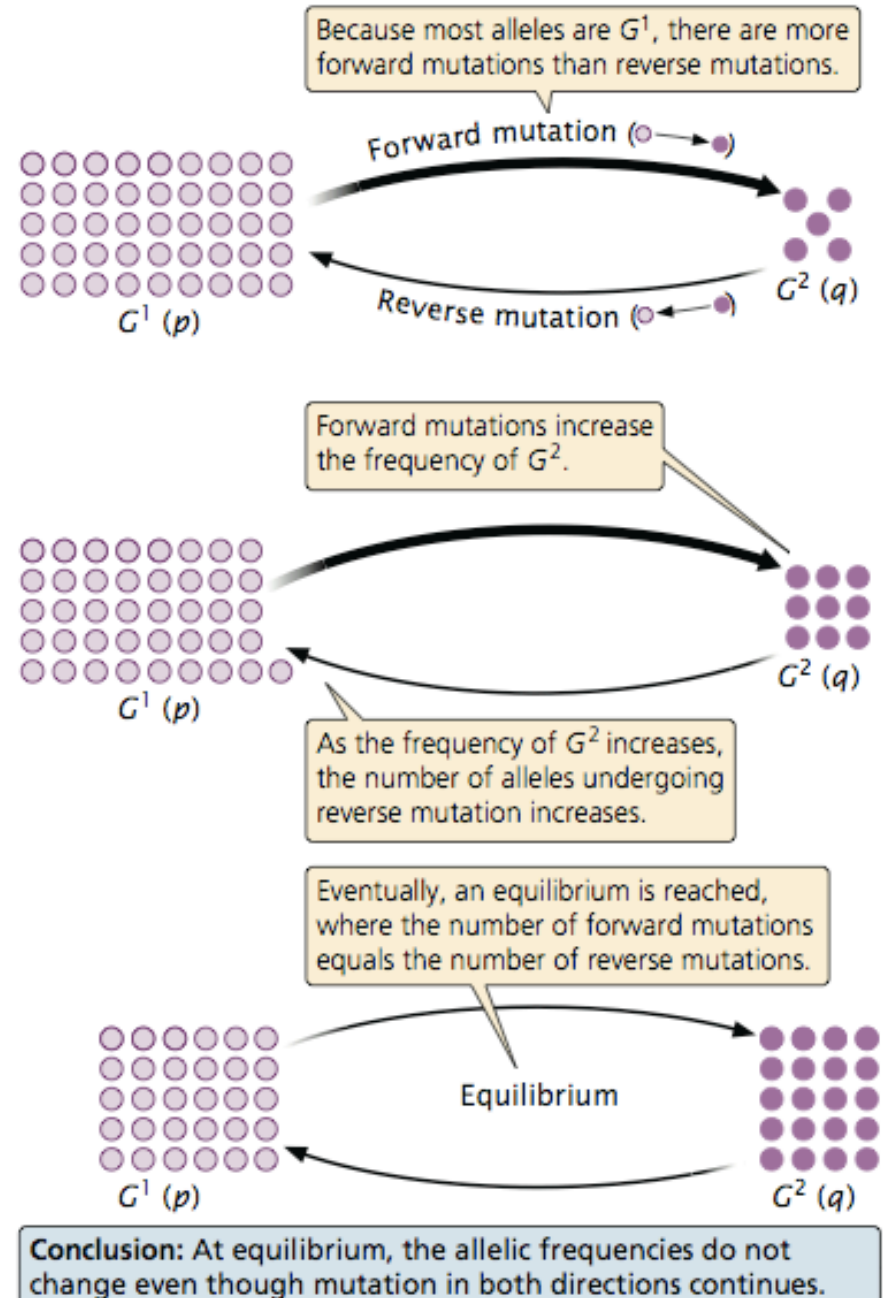 Because most alleles are G¹, there are more
forward mutations than reverse mutations.
Forward mutation ( → )
G¹ (p)
G² (q)
Reverse mutation ( ← )
Forward mutations increase
the frequency of G².
G¹ (p)
G² (q)
As the frequency of G² increases,
the number of alleles undergoing
reverse mutation increases.
Eventually, an equilibrium is reached,
where the number of forward mutations
equals the number of reverse mutations.
Equilibrium
G¹ (p)
G² (q)
Conclusion: At equilibrium, the allelic frequencies do not
change even though mutation in both directions continues.